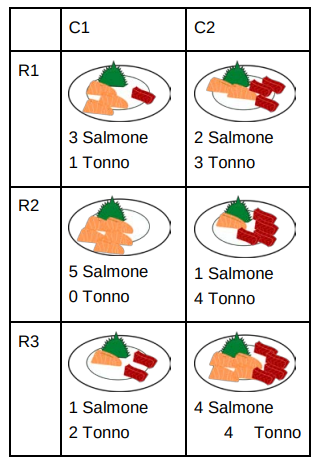 C1 C2
R1
3 Salmone 2 Salmone
1 Tonno 3 Tonno
R2
5 Salmone 1 Salmone
0 Tonno 4 Tonno
R3
1 Salmone 4 Salmone
2 Tonno 4 Tonno